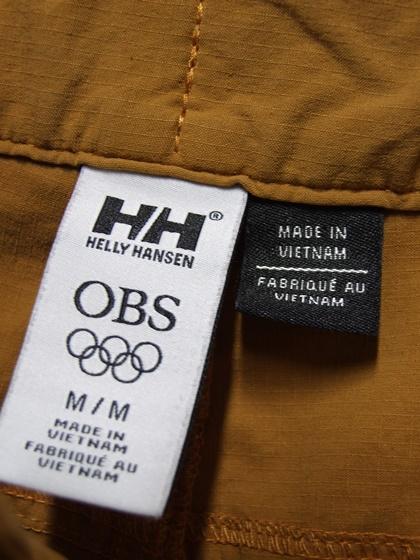 HH®
HELLY HANSEN
OBS
M/M
MADE IN
VIETNAM
FABRIQUÉ AU
VIETNAM
MADE IN
VIETNAM
FABRIQUÉ AU
VIETNAM